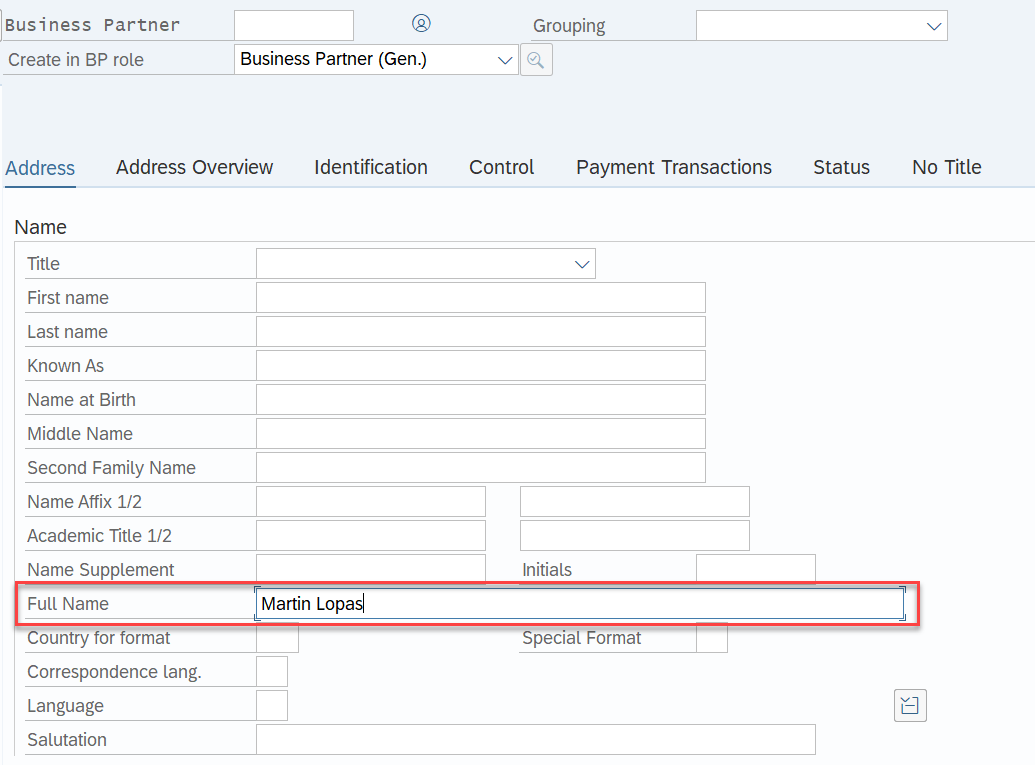 Business Partner Grouping
Create in BP role Business Partner (Gen.)
Address Address Overview Identification Control Payment Transactions Status No Title
Name
Title
First name
Last name
Known As
Name at Birth
Middle Name
Second Family Name
Name Affix 1/2
Academic Title 1/2
Name Supplement Initials
Full Name Martin Lopas
Country for format Special Format
Correspondence lang.
Language
Salutation